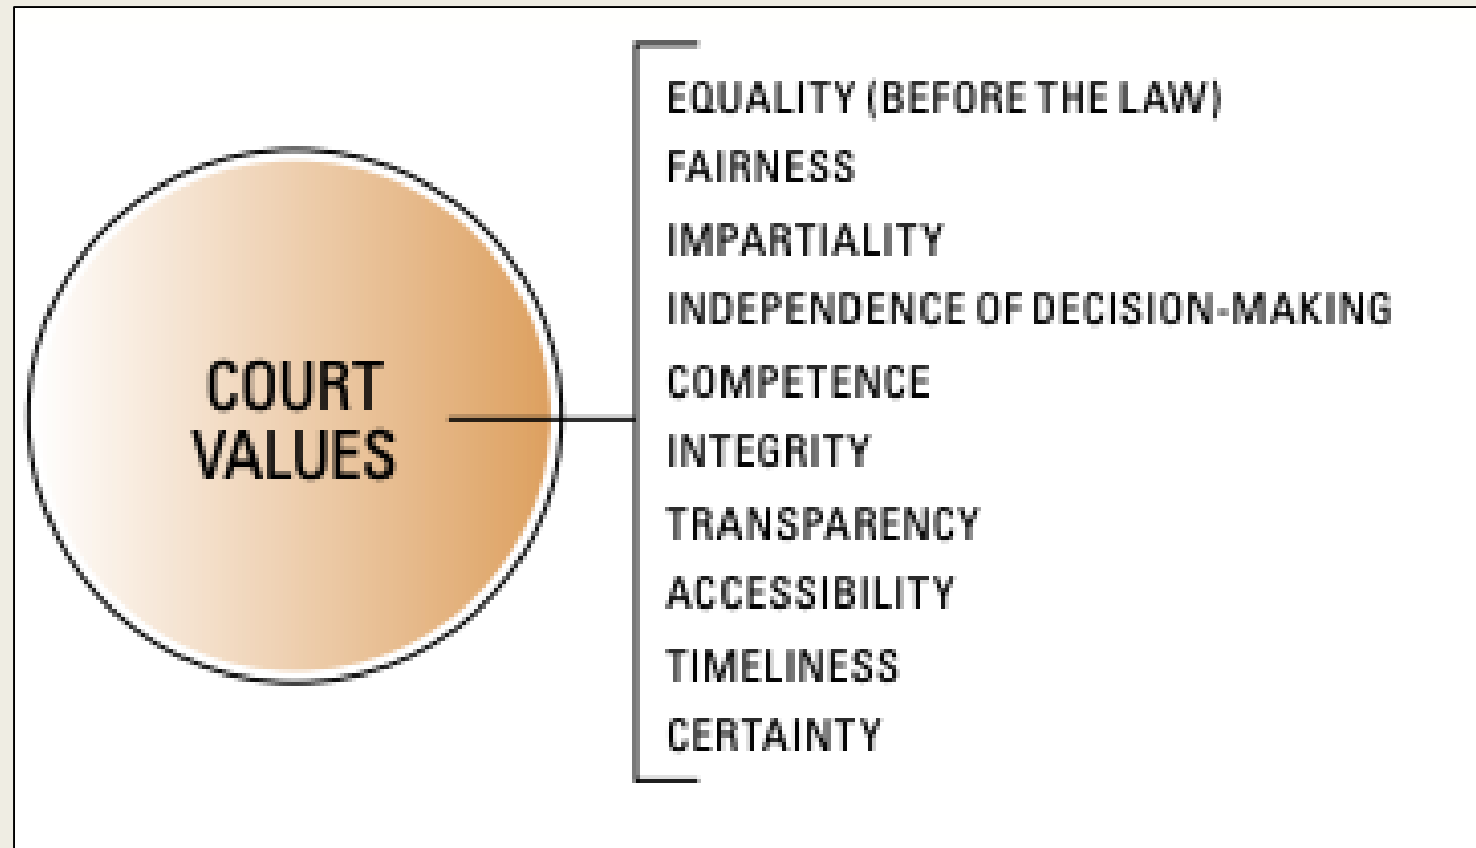 COURT
VALUES
EQUALITY (BEFORE THE LAW)
FAIRNESS
IMPARTIALITY
INDEPENDENCE OF DECISION-MAKING
COMPETENCE
INTEGRITY
TRANSPARENCY
ACCESSIBILITY
TIMELINESS
CERTAINTY